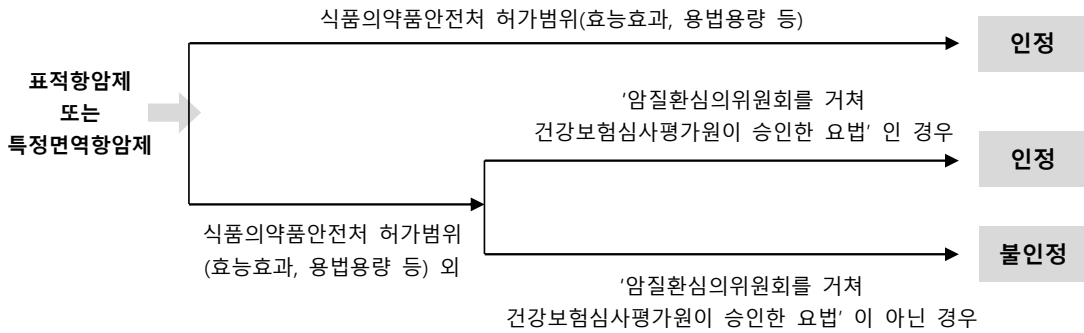 식품의약품안전처 허가범위(효능효과, 용법용량 등)
인정
표적항암제
또는
특정면역항암제
'암질환심의위원회를 거쳐
건강보험심사평가원이 승인한 요법' 인 경우
인정
식품의약품안전처 허가범위
(효능효과, 용법용량 등) 외
불인정
'암질환심의위원회를 거쳐
건강보험심사평가원이 승인한 요법' 이 아닌 경우